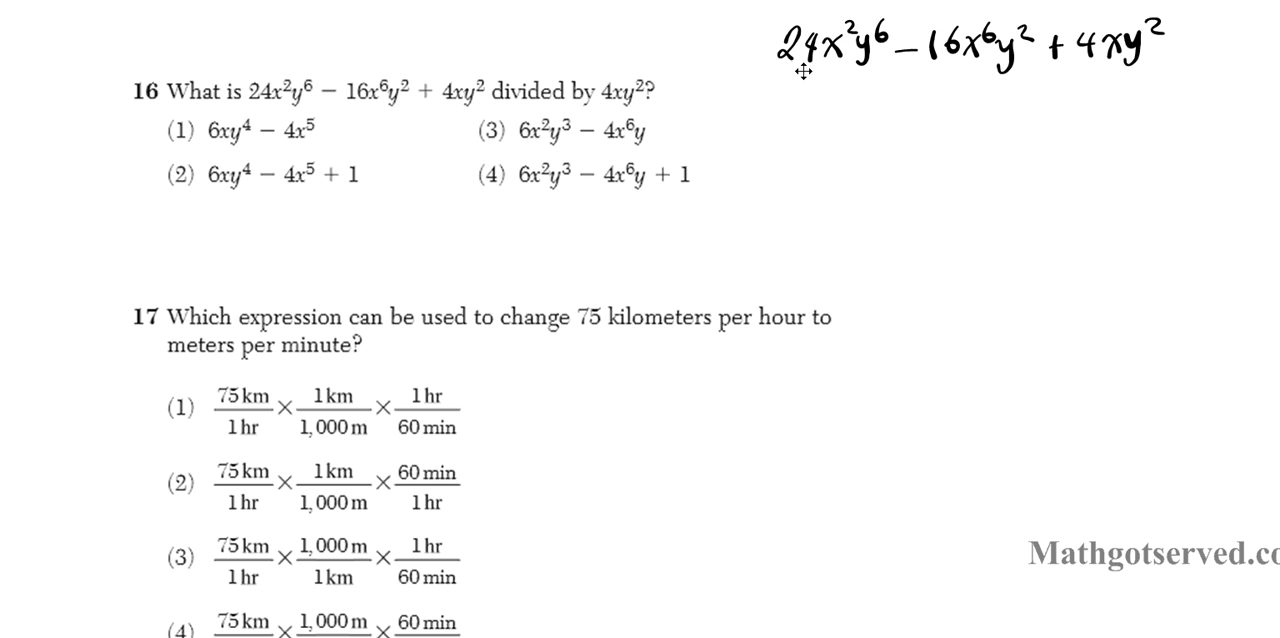 24x²y⁶ – 16x⁶y² + 4xy²
16 What is 24x²y⁶ − 16x⁶y² + 4xy² divided by 4xy²?
(1) 6xy⁴ − 4x⁵ (3) 6x²y³ − 4x⁶y
(2) 6xy⁴ − 4x⁵ + 1 (4) 6x²y³ − 4x⁶y + 1
17 Which expression can be used to change 75 kilometers per hour to
meters per minute?
(1) 75 km/1 hr × 1 km/1,000 m × 1 hr/60 min
(2) 75 km/1 hr × 1 km/1,000 m × 60 min/1 hr
(3) 75 km/1 hr × 1,000 m/1 km × 1 hr/60 min
Mathgotserved.co
(4) 75 km × 1,000 m × 60 min